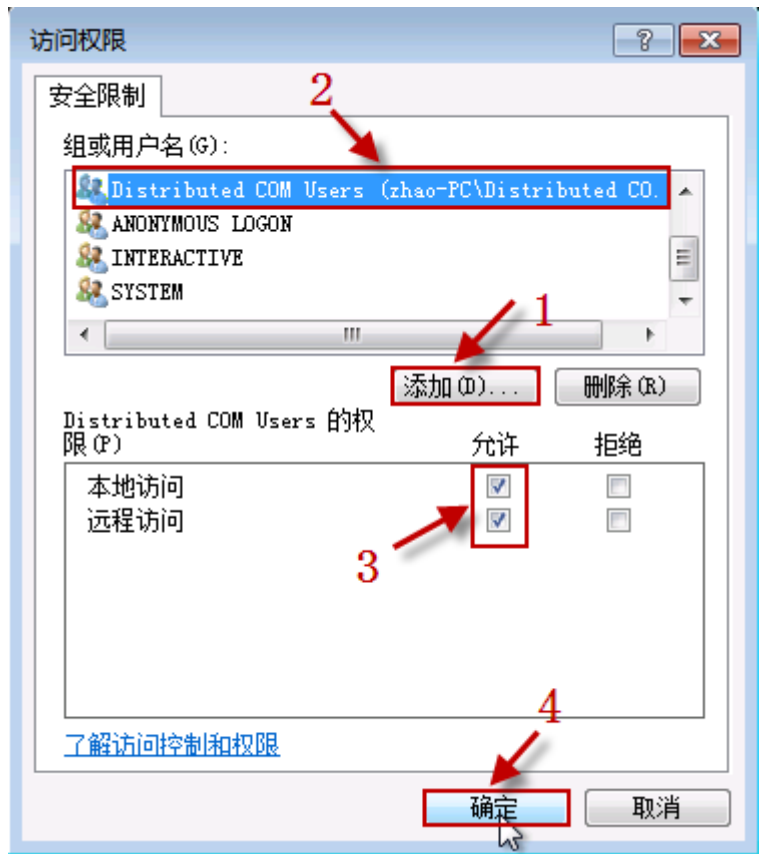 访问权限
安全限制
2
组或用户名(G):
Distributed COM Users (zhao-PC\Distributed CO.
ANONYMOUS LOGON
INTERACTIVE
SYSTEM
1
添加(D)... 删除(R)
Distributed COM Users 的权
限(P) 允许 拒绝
本地访问
远程访问
3
4
了解访问控制和权限
确定 取消